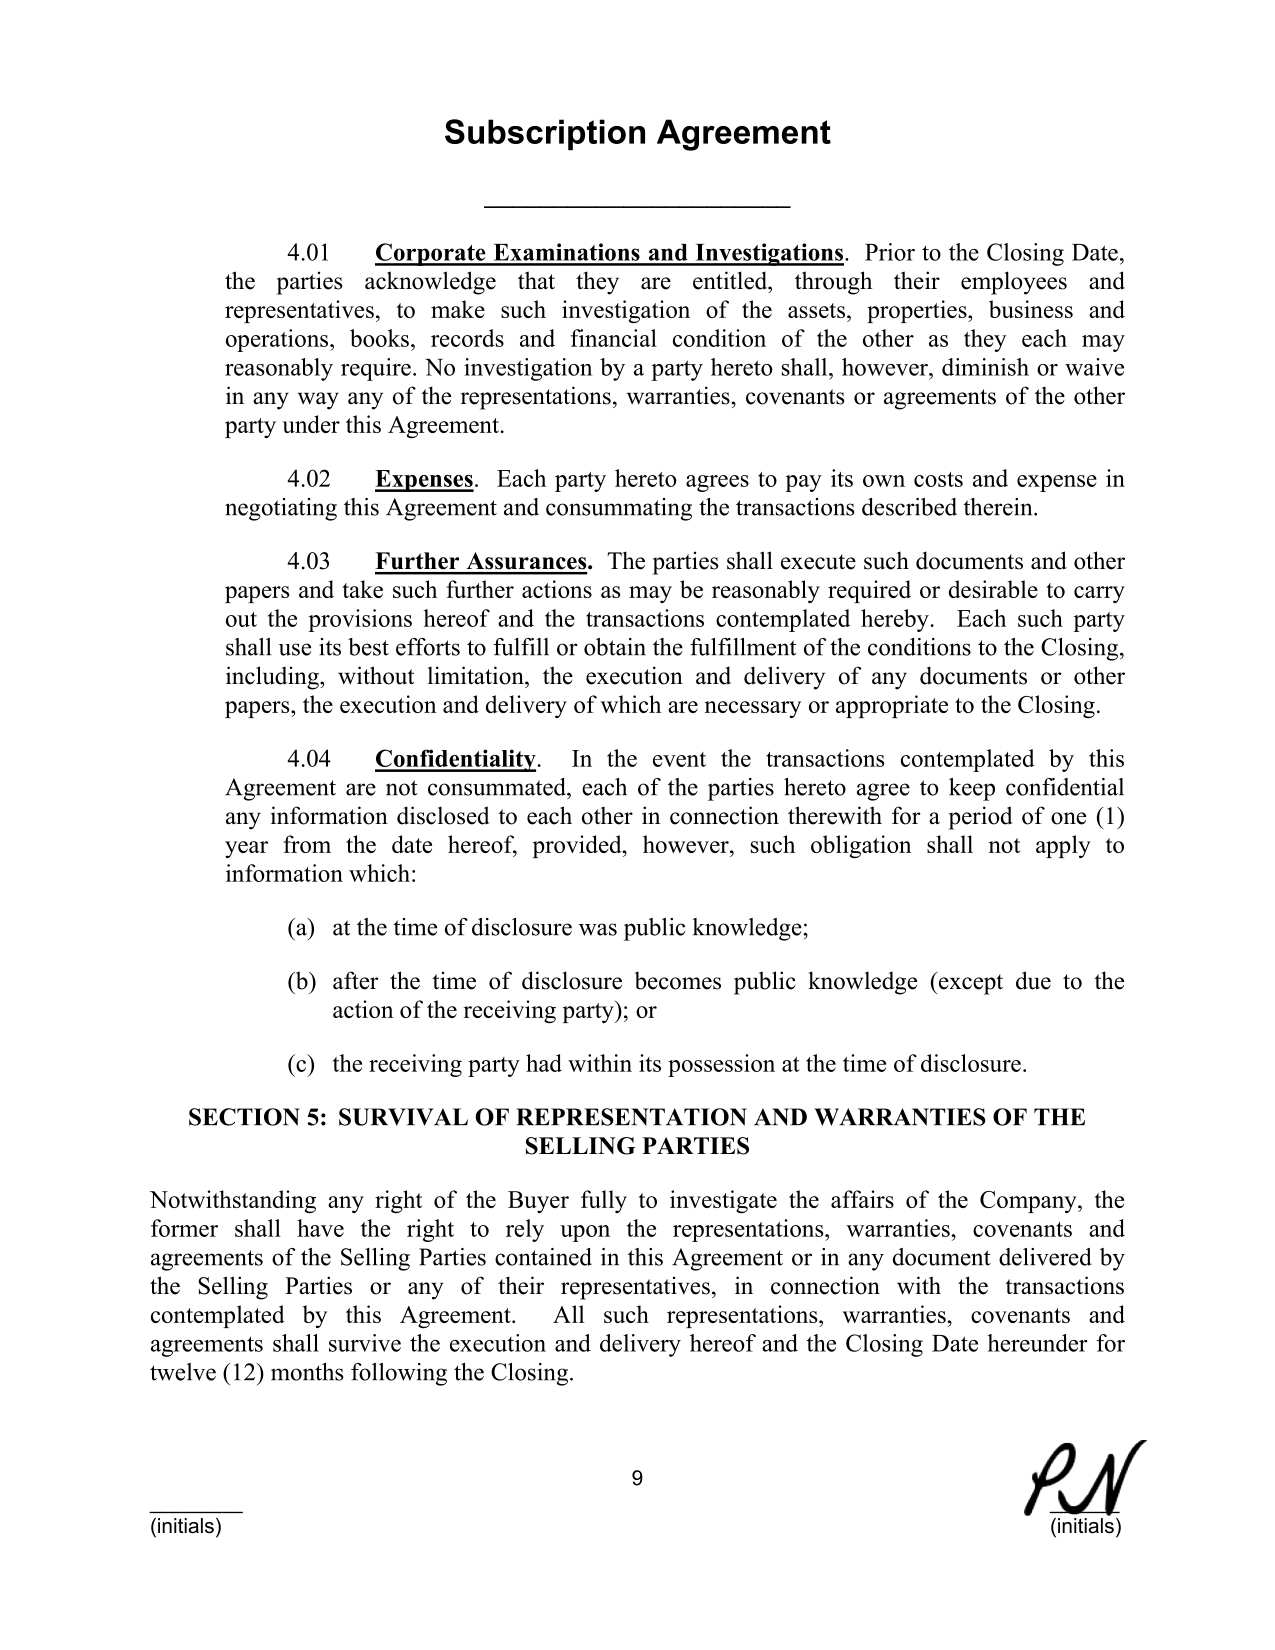 Subscription Agreement
4.01 Corporate Examinations and Investigations. Prior to the Closing Date,
the parties acknowledge that they are entitled, through their employees and
representatives, to make such investigation of the assets, properties, business and
operations, books, records and financial condition of the other as they each may
reasonably require. No investigation by a party hereto shall, however, diminish or waive
in any way any of the representations, warranties, covenants or agreements of the other
party under this Agreement.
4.02 Expenses. Each party hereto agrees to pay its own costs and expense in
negotiating this Agreement and consummating the transactions described therein.
4.03 Further Assurances. The parties shall execute such documents and other
papers and take such further actions as may be reasonably required or desirable to carry
out the provisions hereof and the transactions contemplated hereby. Each such party
shall use its best efforts to fulfill or obtain the fulfillment of the conditions to the Closing,
including, without limitation, the execution and delivery of any documents or other
papers, the execution and delivery of which are necessary or appropriate to the Closing.
4.04 Confidentiality. In the event the transactions contemplated by this
Agreement are not consummated, each of the parties hereto agree to keep confidential
any information disclosed to each other in connection therewith for a period of one (1)
year from the date hereof, provided, however, such obligation shall not apply to
information which:
(a) at the time of disclosure was public knowledge;
(b) after the time of disclosure becomes public knowledge (except due to the
action of the receiving party); or
(c) the receiving party had within its possession at the time of disclosure.
SECTION 5: SURVIVAL OF REPRESENTATION AND WARRANTIES OF THE
SELLING PARTIES
Notwithstanding any right of the Buyer fully to investigate the affairs of the Company, the
former shall have the right to rely upon the representations, warranties, covenants and
agreements of the Selling Parties contained in this Agreement or in any document delivered by
the Selling Parties or any of their representatives, in connection with the transactions
contemplated by this Agreement. All such representations, warranties, covenants and
agreements shall survive the execution and delivery hereof and the Closing Date hereunder for
twelve (12) months following the Closing.
9
PN
(initials) (initials)